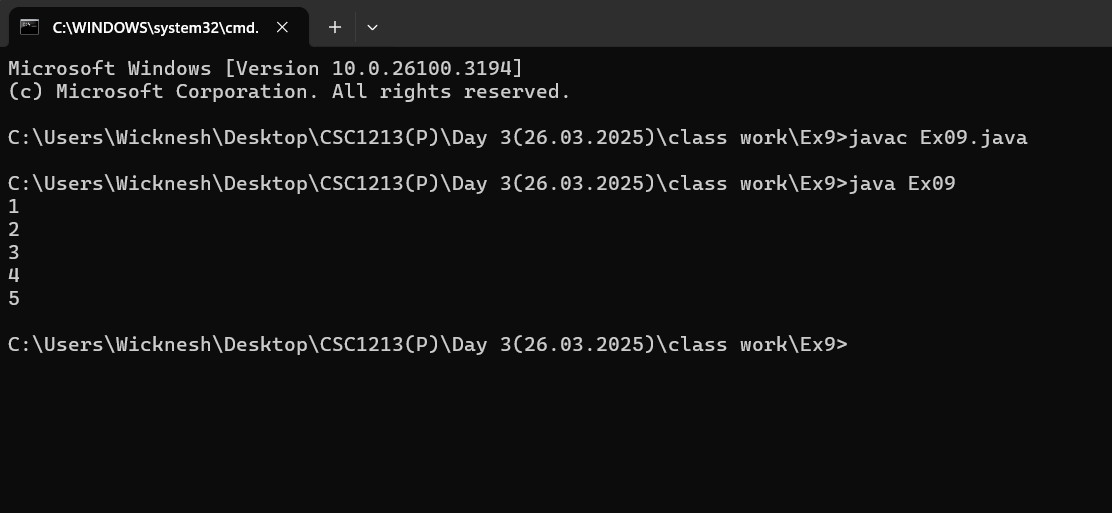 C:\WINDOWS\system32\cmd.
Microsoft Windows [Version 10.0.26100.3194]
(c) Microsoft Corporation. All rights reserved.
C:\Users\Wicknesh\Desktop\CSC1213(P)\Day 3(26.03.2025)\class work\Ex9>javac Ex09.java
C:\Users\Wicknesh\Desktop\CSC1213(P)\Day 3(26.03.2025)\class work\Ex9>java Ex09
1
2
3
4
5
C:\Users\Wicknesh\Desktop\CSC1213(P)\Day 3(26.03.2025)\class work\Ex9>